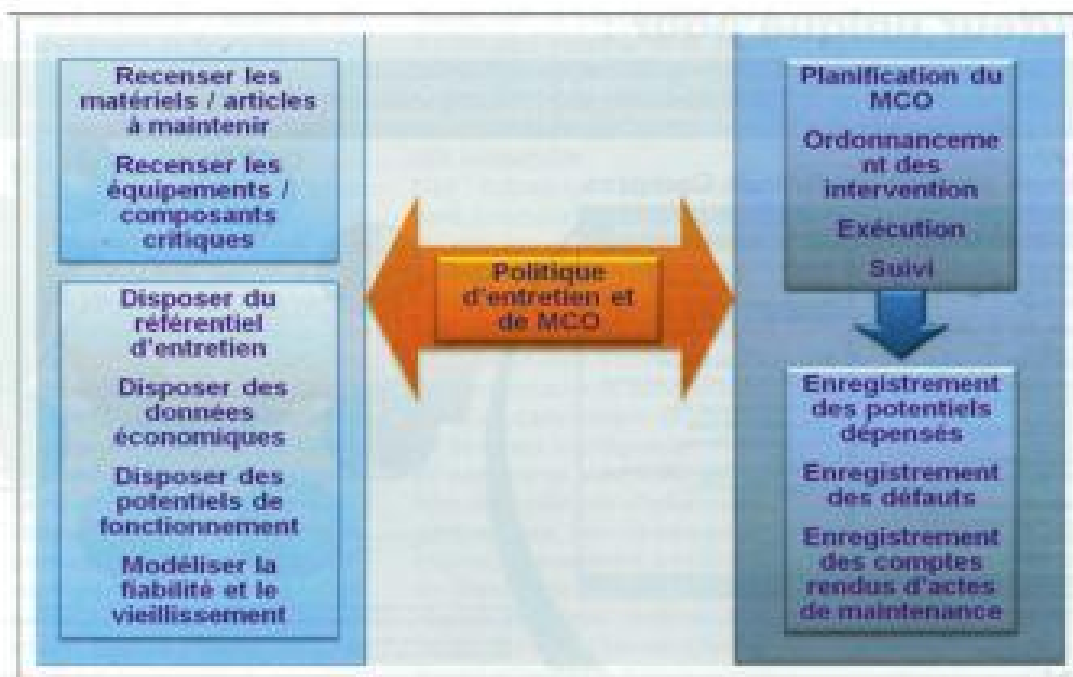 Recenser les
matériels / articles
à maintenir
Recenser les
équipements /
composants
critiques
Disposer du
référentiel
d'entretien
Disposer des
données
économiques
Disposer des
potentiels de
fonctionnement
Modéliser la
fiabilité et le
vieillissement
Politique
d'entretien et
de MCO
Planification du
MCO
Ordonnanceme
nt des
intervention
Exécution
Suivi
Enregistrement
des potentiels
dépensés
Enregistrement
des défauts
Enregistrement
des comptes
rendus d'actes
de maintenance